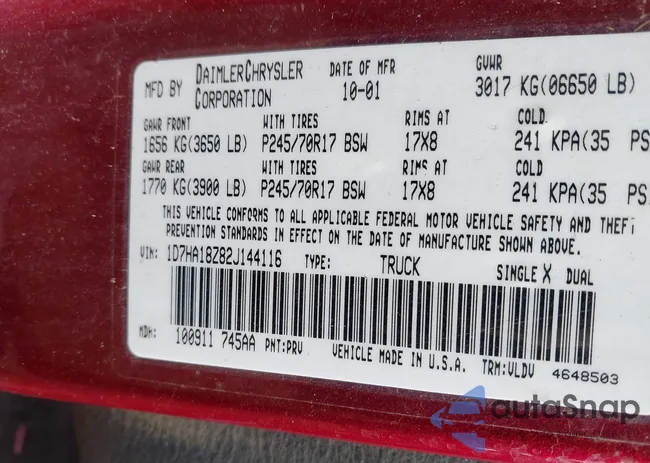 MFD BY DAIMLERCHRYSLER CORPORATION DATE OF MFR 10-01 GVWR 3017 KG(06650 LB)
GAWR FRONT WITH TIRES RIMS AT COLD
1656 KG(3650 LB) P245/70R17 BSW 17X8 241 KPA(35 PS
GAWR REAR WITH TIRES RIMS AT COLD
1770 KG(3900 LB) P245/70R17 BSW 17X8 241 KPA(35 PS
THIS VEHICLE CONFORMS TO ALL APPLICABLE FEDERAL MOTOR VEHICLE SAFETY AND THEFT
PREVENTION STANDARDS IN EFFECT ON THE DATE OF MANUFACTURE SHOWN ABOVE.
VIN: 1D7HA18Z82J144116 TYPE: TRUCK SINGLE X DUAL
MDH: 100911 745AA PNT:PRV VEHICLE MADE IN U.S.A. TRM:VLDV 4648503
autoSnap